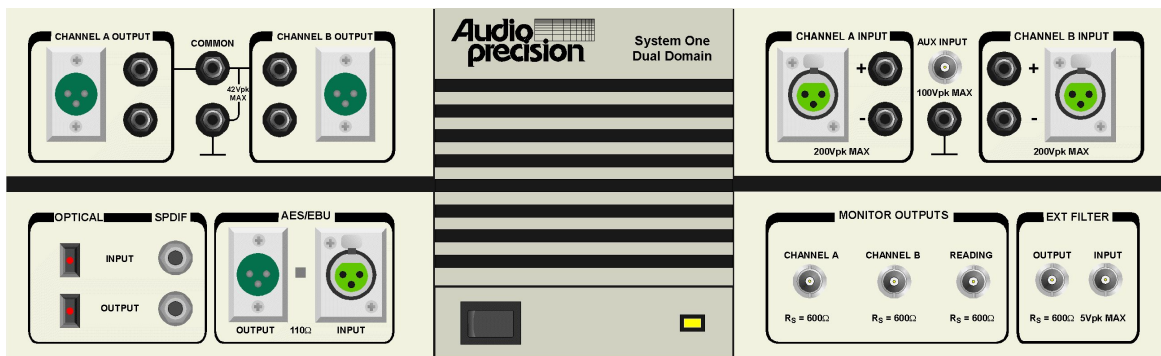 CHANNEL A OUTPUT
COMMON
42Vpk
MAX
CHANNEL B OUTPUT
Audio
precision
System One
Dual Domain
CHANNEL A INPUT
+
-
200Vpk MAX
AUX INPUT
100Vpk MAX
CHANNEL B INPUT
+
-
200Vpk MAX
OPTICAL
SPDIF
INPUT
OUTPUT
AES/EBU
OUTPUT
110Ω
INPUT
MONITOR OUTPUTS
CHANNEL A
CHANNEL B
READING
RS = 600Ω
RS = 600Ω
RS = 600Ω
EXT FILTER
OUTPUT
INPUT
RS = 600Ω
5Vpk MAX